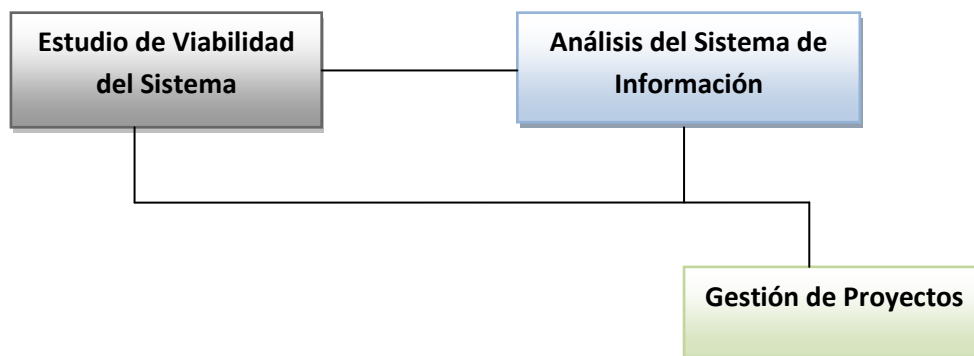 Estudio de Viabilidad
del Sistema
Análisis del Sistema de
Información
Gestión de Proyectos